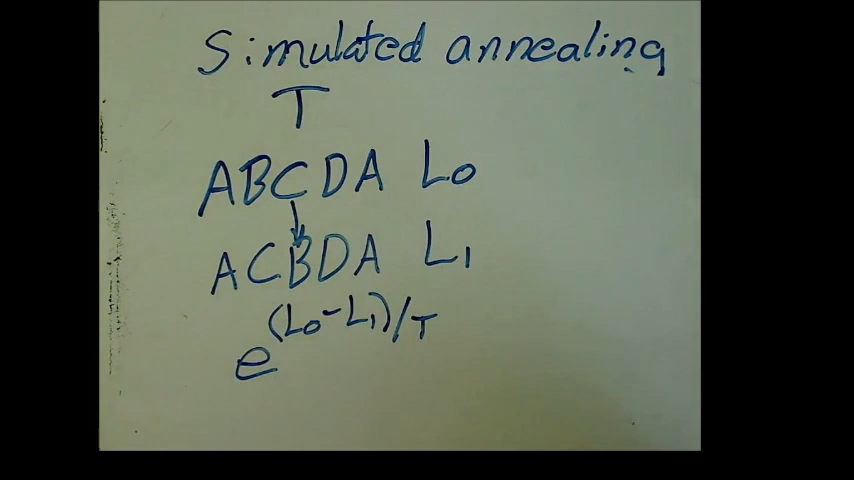 Simulated annealing
T
ABCDA L0
ACBDA L1
e^(L0-L1)/T